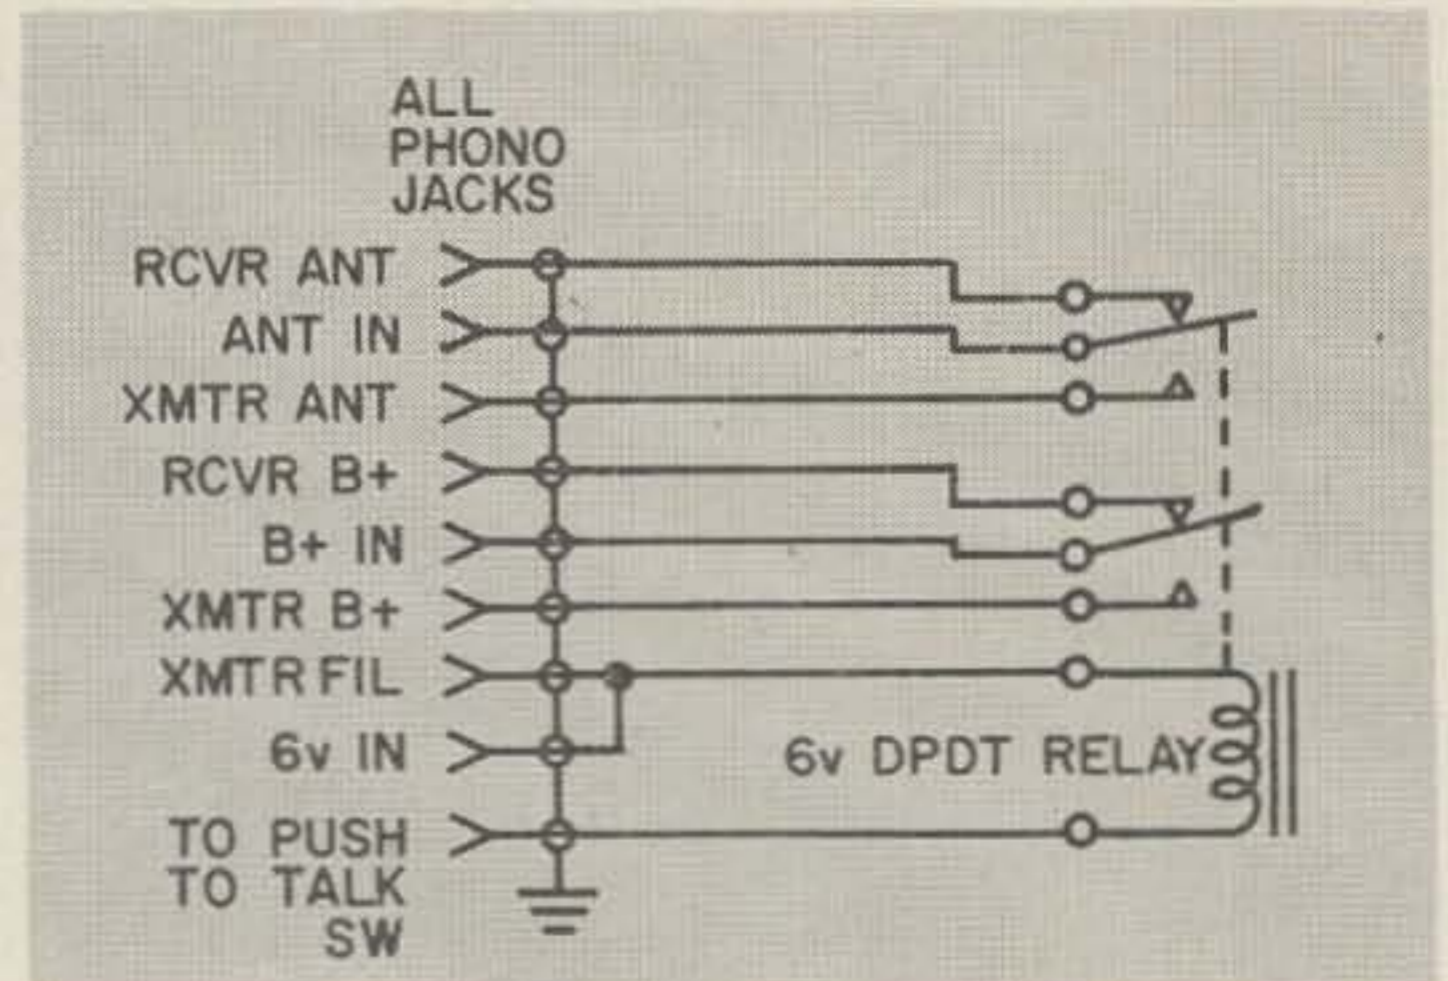 ALL
PHONO
JACKS
RCVR ANT
ANT IN
XMTR ANT
RCVR B+
B+ IN
XMTR B+
XMTR FIL
6v IN
6v DPDT RELAY
TO PUSH
TO TALK
SW